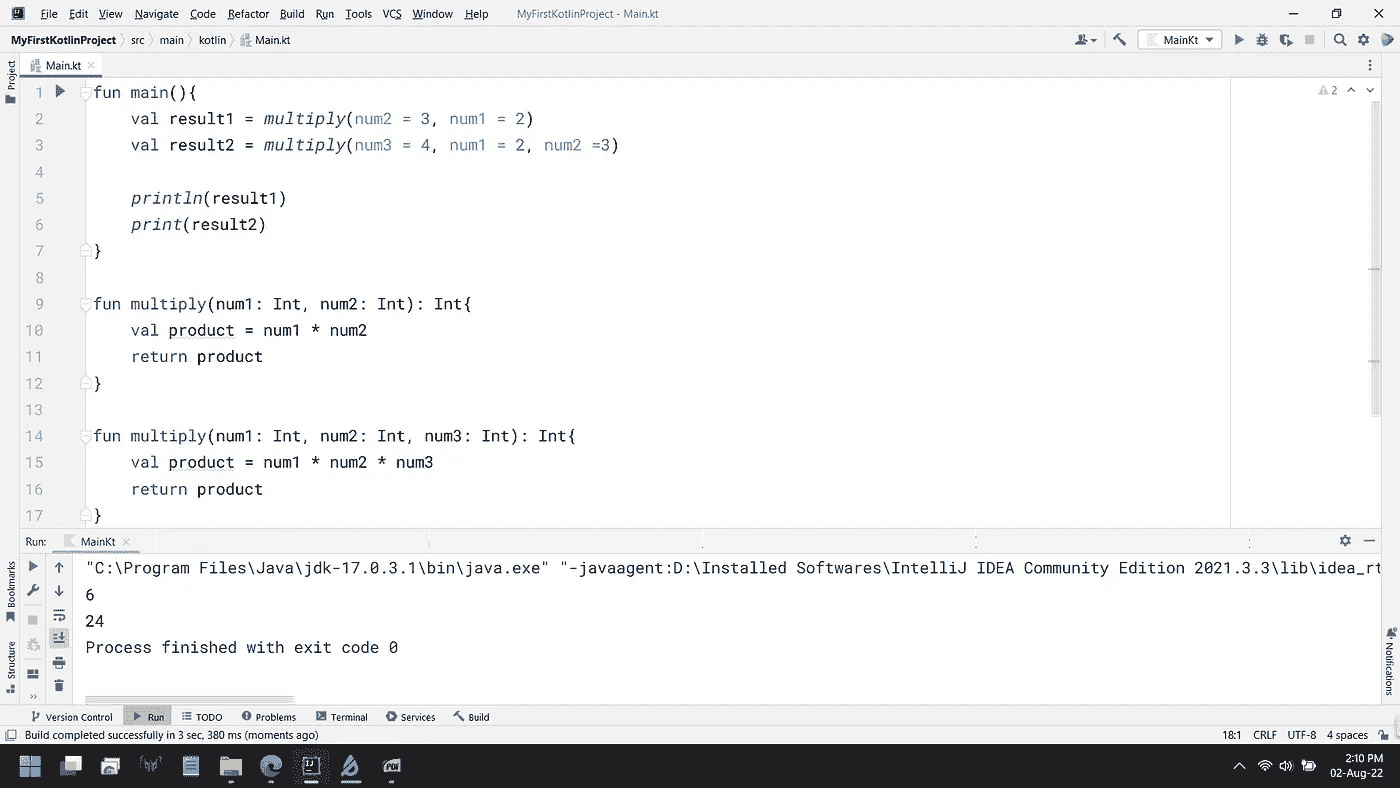 File Edit View Navigate Code Refactor Build Run Tools VCS Window Help MyFirstKotlinProject - Main.kt
MyFirstKotlinProject src main kotlin Main.kt MainKt
Project
Main.kt
1 fun main(){ 2
2 val result1 = multiply(num2 = 3, num1 = 2)
3 val result2 = multiply(num3 = 4, num1 = 2, num2 =3)
4
5 println(result1)
6 print(result2)
7 }
8
9 fun multiply(num1: Int, num2: Int): Int{
10 val product = num1 * num2
11 return product
12 }
13
14 fun multiply(num1: Int, num2: Int, num3: Int): Int{
15 val product = num1 * num2 * num3
16 return product
17 }
Run: MainKt
"C:\Program Files\Java\jdk-17.0.3.1\bin\java.exe" "-javaagent:D:\Installed Softwares\IntelliJ IDEA Community Edition 2021.3.3\lib\idea_rt
6
24
Process finished with exit code 0
Bookmarks
Structure
Notifications
Version Control Run TODO Problems Terminal Services Build
Build completed successfully in 3 sec, 380 ms (moments ago) 18:1 CRLF UTF-8 4 spaces
IJ PDF 2:10 PM
02-Aug-22